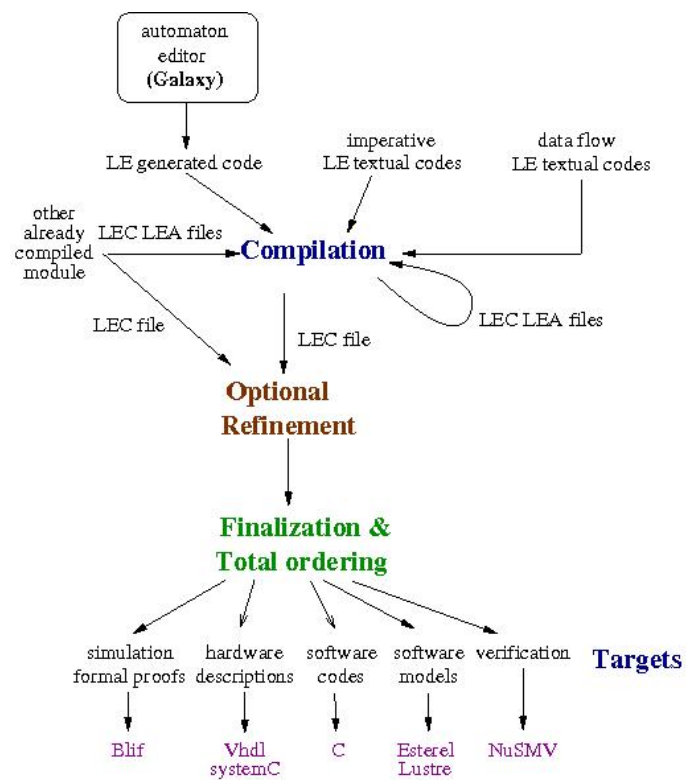 automaton
editor
(Galaxy)
LE generated code
imperative
LE textual codes
data flow
LE textual codes
other
already
compiled
module
LEC LEA files
Compilation
LEC file
LEC file
LEC LEA files
Optional
Refinement
Finalization &
Total ordering
simulation
formal proofs
hardware
descriptions
software
codes
software
models
verification
Targets
Blif
Vhdl
systemC
C
Esterel
Lustre
NuSMV